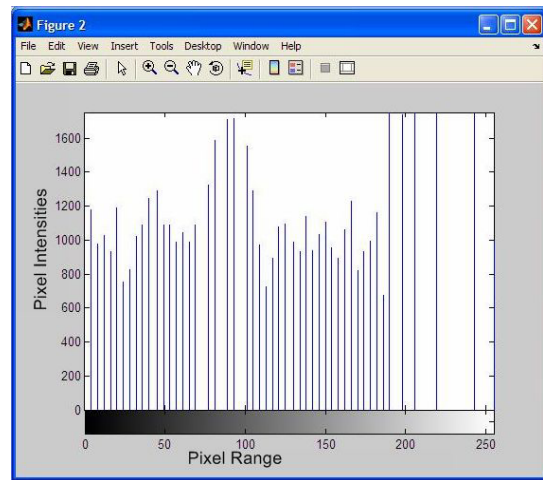 Figure 2
File Edit View Insert Tools Desktop Window Help
1600
1400
1200
1000
800
600
400
200
0
Pixel Intensities
0 50 100 150 200 250
Pixel Range